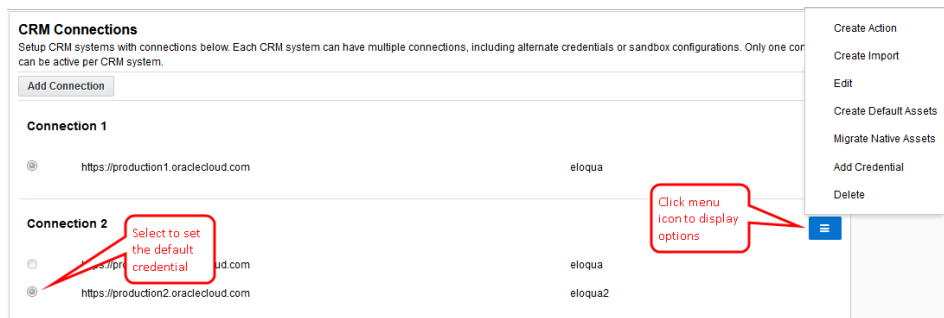 CRM Connections
Setup CRM systems with connections below. Each CRM system can have multiple connections, including alternate credentials or sandbox configurations. Only one con
can be active per CRM system.
Add Connection
Connection 1
https://production1.oraclecloud.com eloqua
Connection 2
https://pr ud.com eloqua
https://production2.oraclecloud.com eloqua2
Select to set
the default
credential
Click menu
icon to display
options
Create Action
Create Import
Edit
Create Default Assets
Migrate Native Assets
Add Credential
Delete